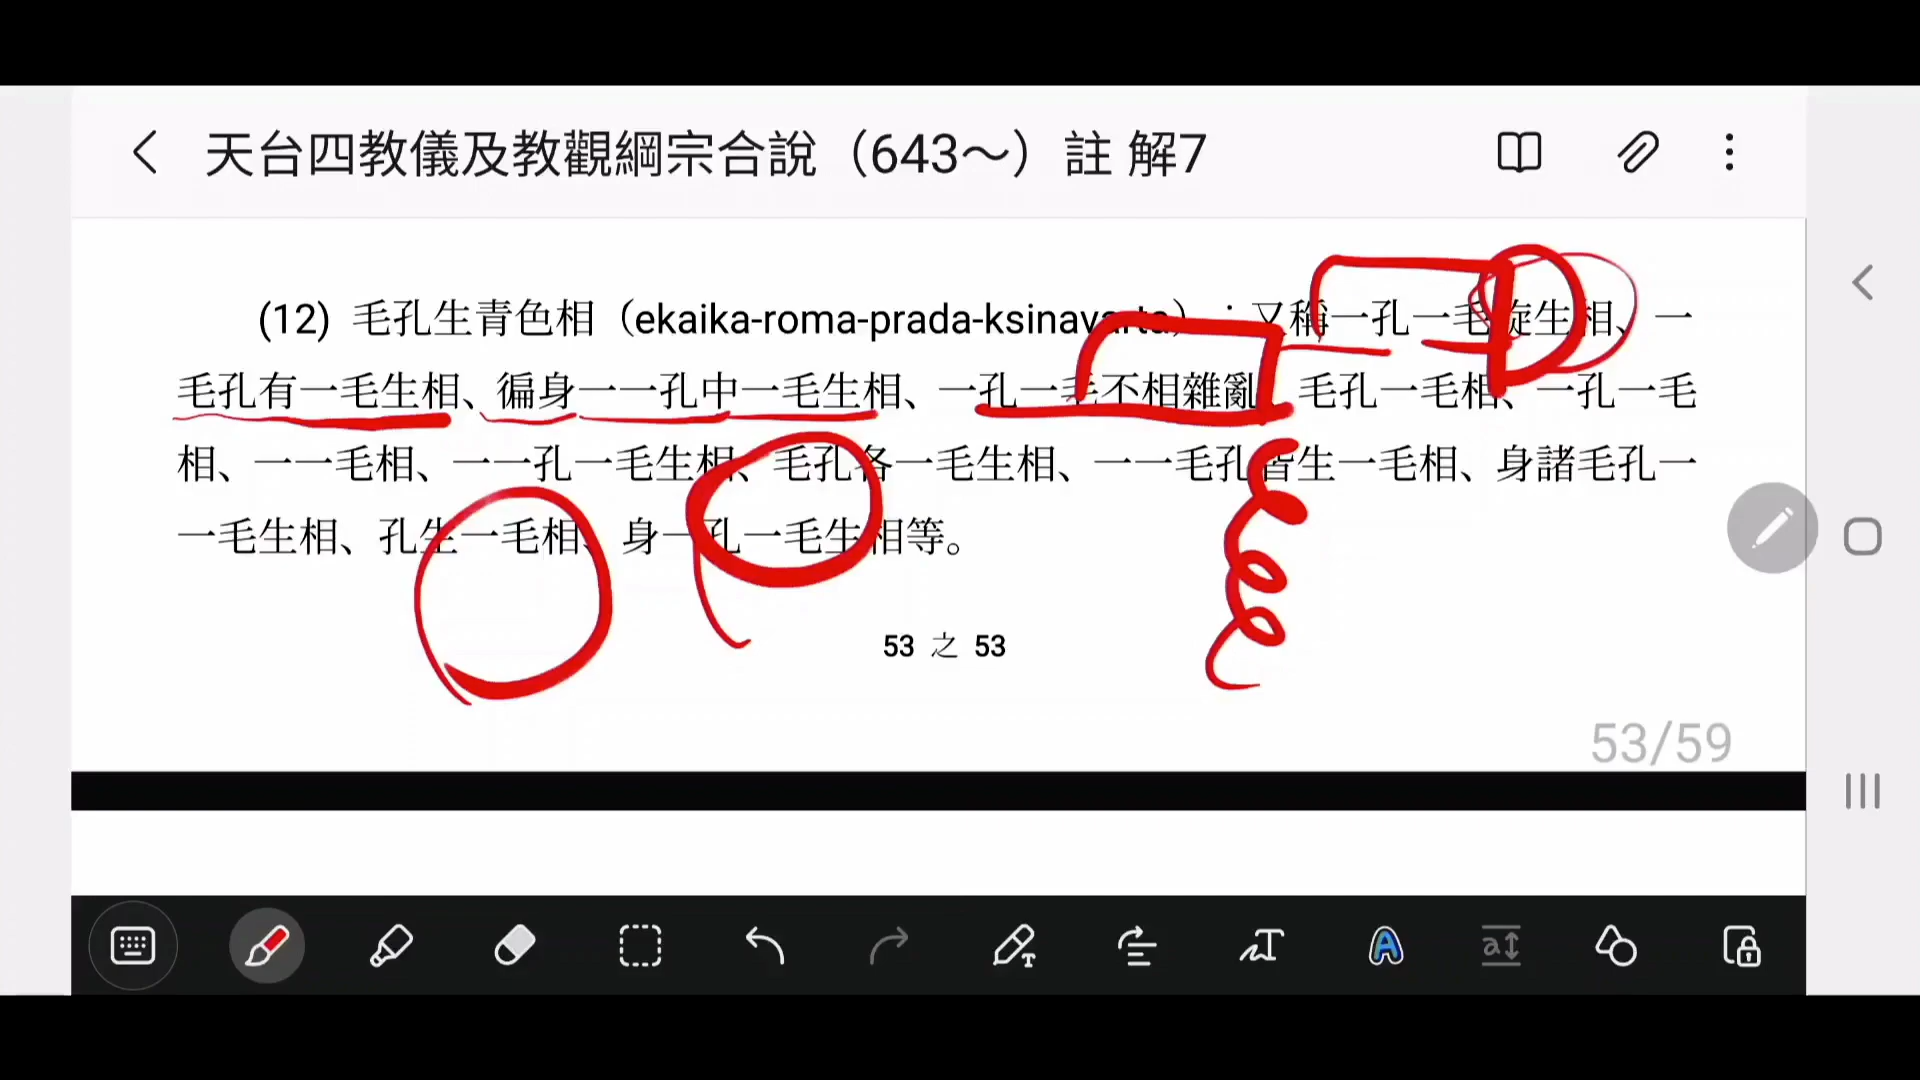 天台四教儀及教觀綱宗合說（643～）註 解7
(12) 毛孔生青色相（ekaika-roma-prada-ksinavarta）：又稱一孔一毛旋生相、一
毛孔有一毛生相、徧身一一孔中一毛生相、一孔一毛不相雜亂、毛孔一毛相、一孔一毛
相、一一毛相、一一孔一毛生相、毛孔各一毛生相、一一毛孔皆生一毛相、身諸毛孔一
一毛生相、孔生一毛相、身一孔一毛生相等。
53 之 53
53/59